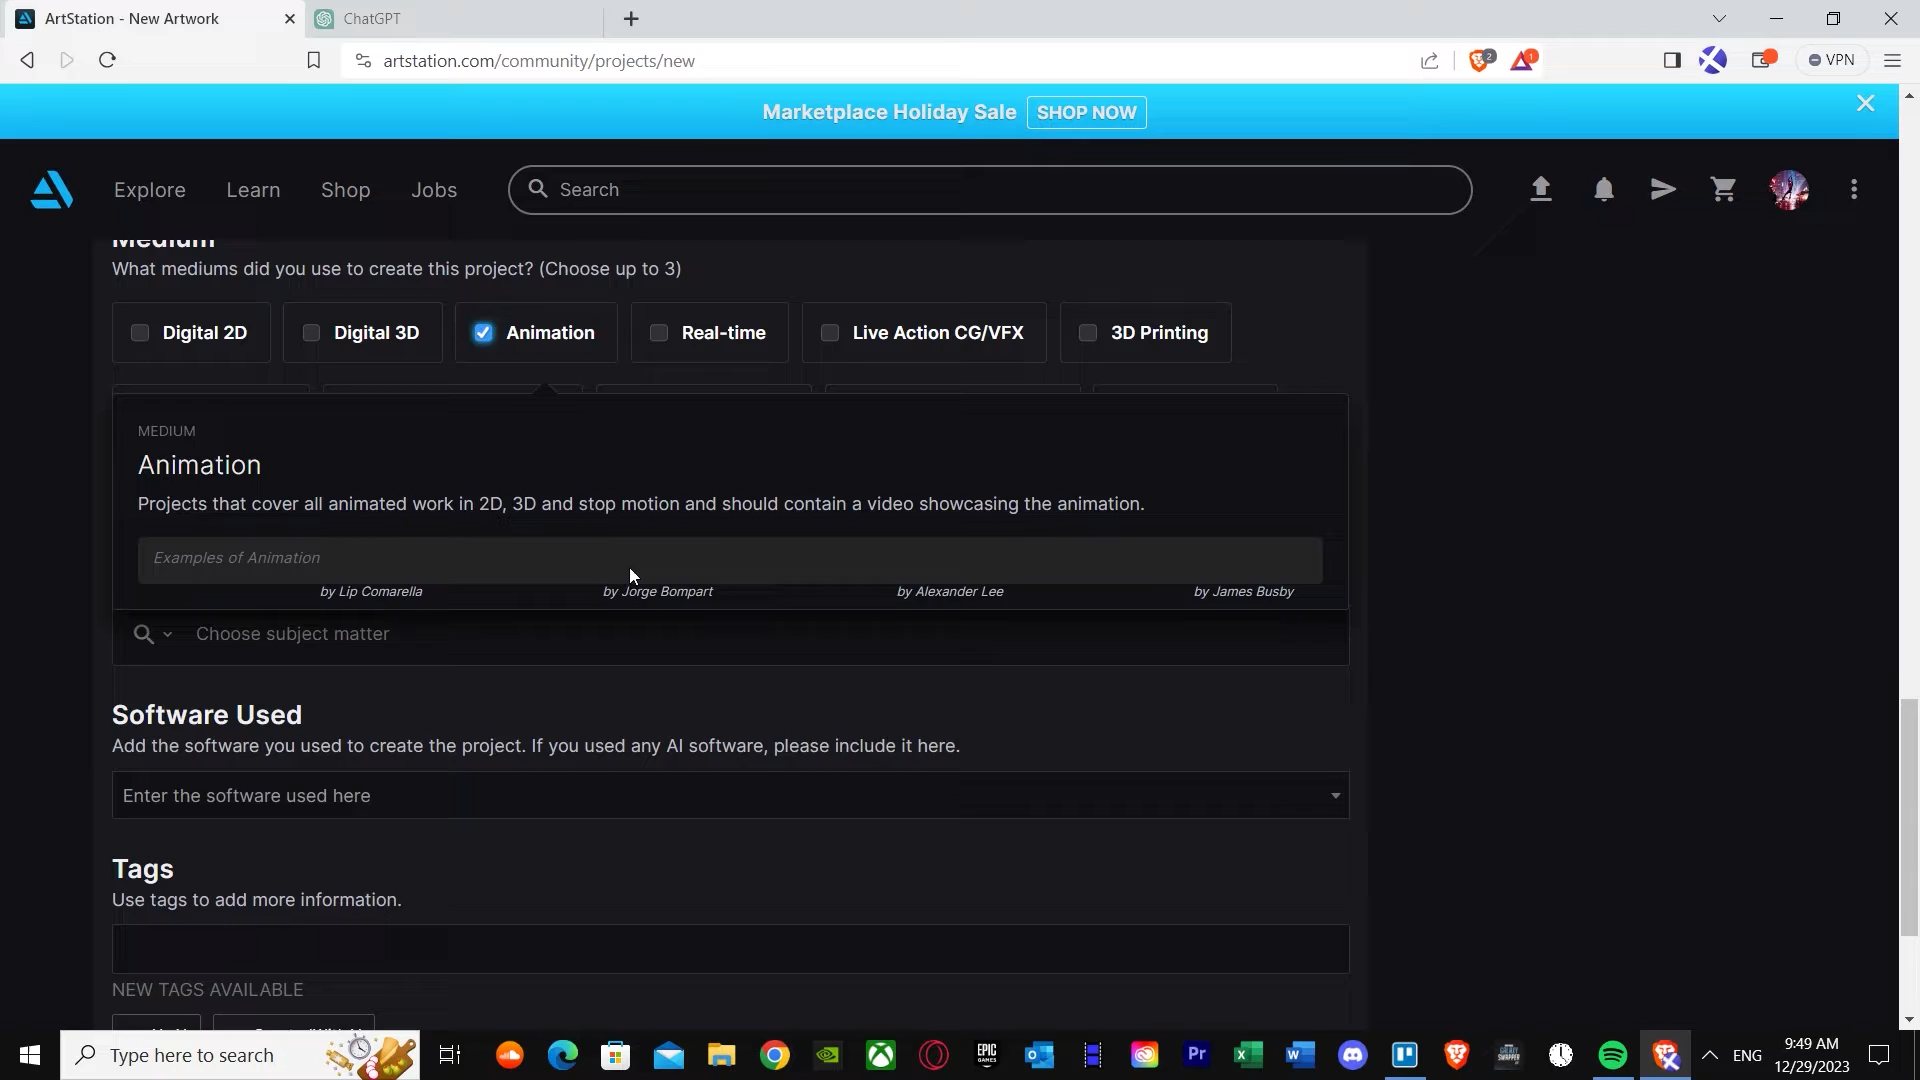 ArtStation - New Artwork
ChatGPT
artstation.com/community/projects/new
2
1
VPN
Marketplace Holiday Sale
SHOP NOW
Explore
Learn
Shop
Jobs
Search
Medium
What mediums did you use to create this project? (Choose up to 3)
Digital 2D
Digital 3D
Animation
Real-time
Live Action CG/VFX
3D Printing
MEDIUM
Animation
Projects that cover all animated work in 2D, 3D and stop motion and should contain a video showcasing the animation.
Examples of Animation
by Lip Comarella
by Jorge Bompart
by Alexander Lee
by James Busby
Choose subject matter
Software Used
Add the software you used to create the project. If you used any AI software, please include it here.
Enter the software used here
Tags
Use tags to add more information.
NEW TAGS AVAILABLE
Type here to search
EPIC GAMES
Pr
ENG
9:49 AM
12/29/2023